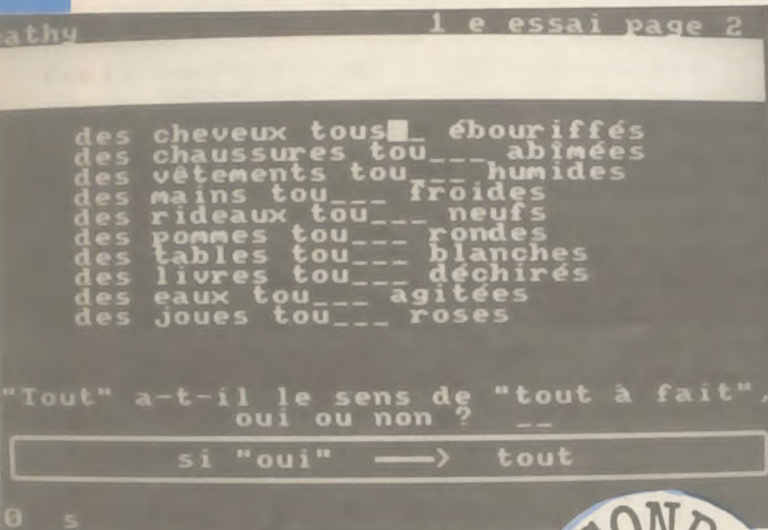 athy 1 e essai page 2
des cheveux tous_ ébouriffés
des chaussures tou___ abîmées
des vêtements tou___ humides
des mains tou___ froides
des rideaux tou___ neufs
des pommes tou___ rondes
des tables tou___ blanches
des livres tou___ déchirés
des eaux tou___ agitées
des joues tou___ roses
"Tout" a-t-il le sens de "tout à fait",
oui ou non ? __
si "oui" ——> tout
0 s
OND